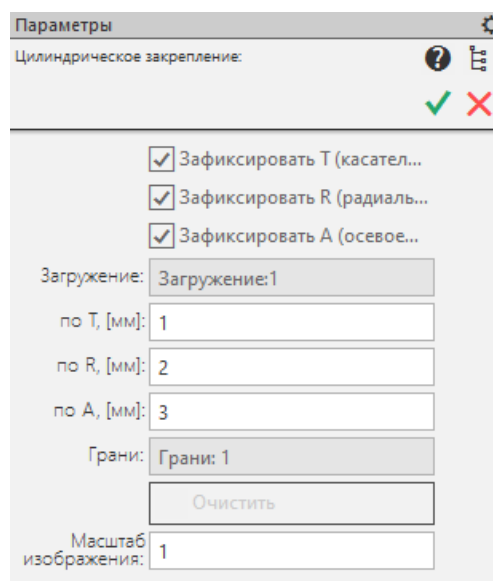 Параметры
Цилиндрическое закрепление:
Зафиксировать T (касател...
Зафиксировать R (радиаль...
Зафиксировать A (осевое...
Загружение: Загружение:1
по T, [мм]: 1
по R, [мм]: 2
по A, [мм]: 3
Грани: Грани: 1
Очистить
Масштаб
изображения: 1